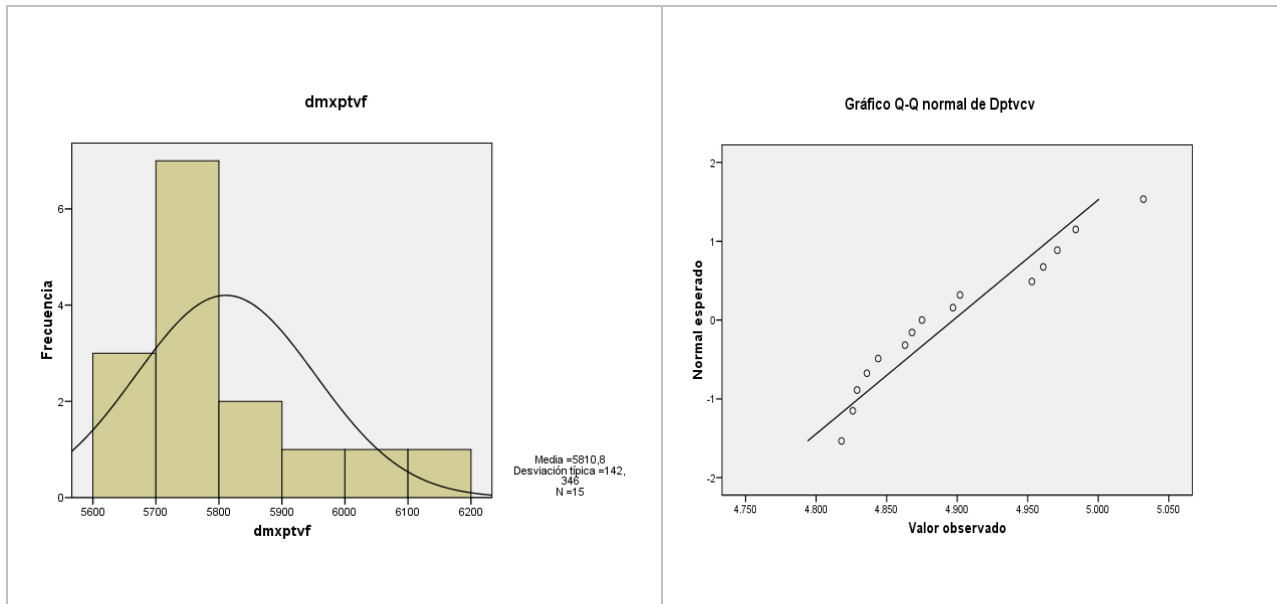 dmxptvf
Frecuencia
6
4
2
0
5600 5700 5800 5900 6000 6100 6200
dmxptvf
Media =5810,8
Desviación típica =142,
346
N =15
Gráfico Q-Q normal de Dptvcv
Normal esperado
2
1
0
-1
-2
4.750 4.800 4.850 4.900 4.950 5.000 5.050
Valor observado